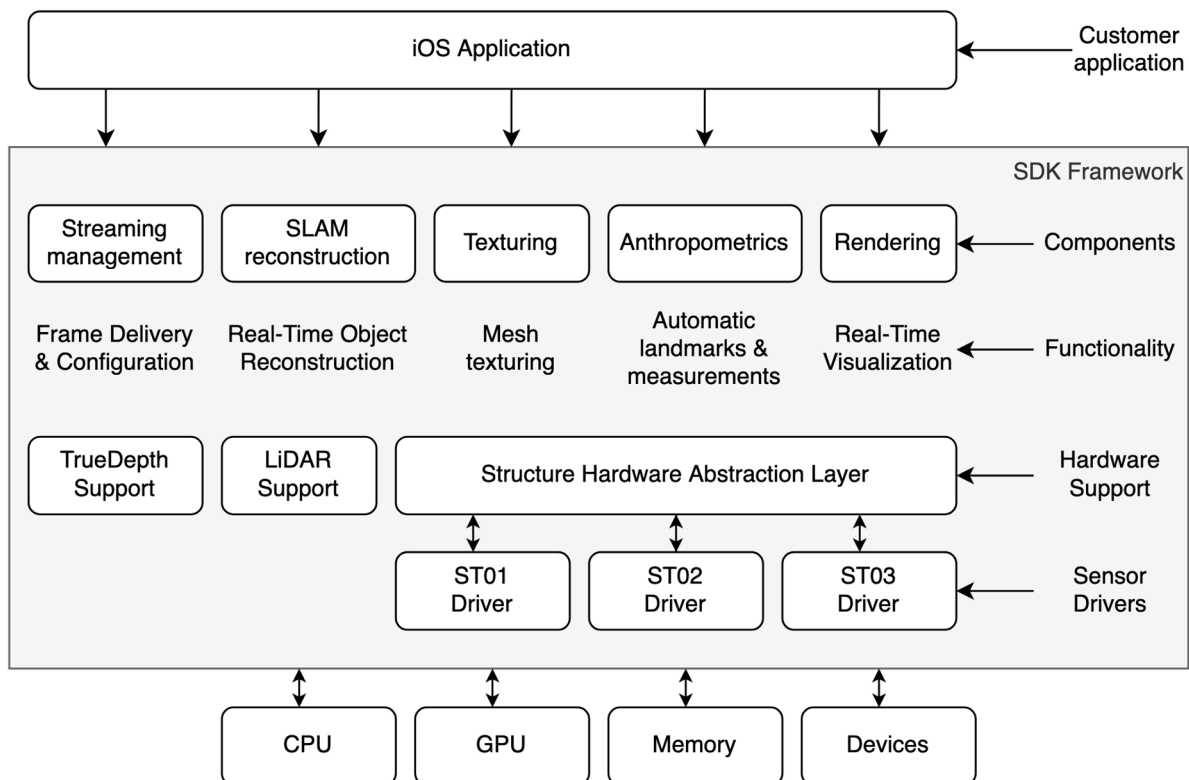 iOS Application
Customer
application
SDK Framework
Streaming
management
SLAM
reconstruction
Texturing
Anthropometrics
Rendering
Components
Frame Delivery
& Configuration
Real-Time Object
Reconstruction
Mesh
texturing
Automatic
landmarks &
measurements
Real-Time
Visualization
Functionality
TrueDepth
Support
LiDAR
Support
Structure Hardware Abstraction Layer
Hardware
Support
ST01
Driver
ST02
Driver
ST03
Driver
Sensor
Drivers
CPU
GPU
Memory
Devices